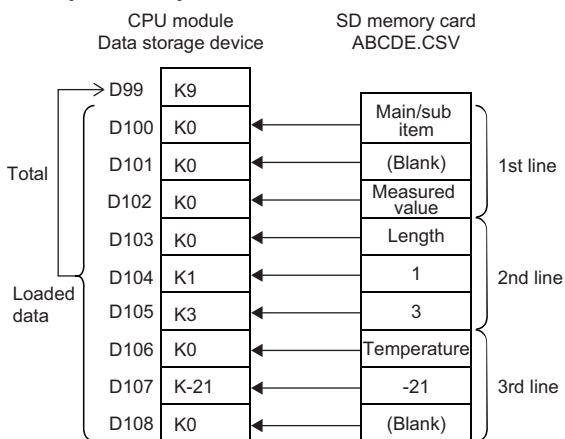 CPU module SD memory card
Data storage device ABCDE.CSV
D99 K9
D100 K0 Main/sub item
D101 K0 (Blank) 1st line
Total
D102 K0 Measured value
D103 K0 Length
D104 K1 1 2nd line
Loaded data
D105 K3 3
D106 K0 Temperature
D107 K-21 -21 3rd line
D108 K0 (Blank)